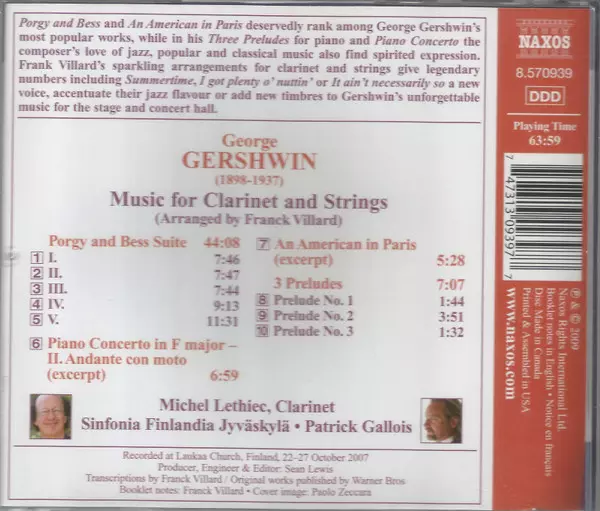 Porgy and Bess and An American in Paris deservedly rank among George Gershwin's
most popular works, while in his Three Preludes for piano and Piano Concerto the
composer's love of jazz, popular and classical music also find spirited expression.
Frank Villard's sparkling arrangements for clarinet and strings give legendary
numbers including Summertime, I got plenty o' nuttin' or It ain't necessarily so a new
voice, accentuate their jazz flavour or add new timbres to Gershwin's unforgettable
music for the stage and concert hall.
George
GERSHWIN
(1898-1937)
Music for Clarinet and Strings
(Arranged by Franck Villard)
Porgy and Bess Suite 44:08
1 I. 7:46
2 II. 7:47
3 III. 7:44
4 IV. 9:13
5 V. 11:31
6 Piano Concerto in F major –
II. Andante con moto
(excerpt) 6:59
7 An American in Paris
(excerpt) 5:28
3 Preludes 7:07
8 Prelude No. 1 1:44
9 Prelude No. 2 3:51
10 Prelude No. 3 1:32
Michel Lethiec, Clarinet
Sinfonia Finlandia Jyväskylä • Patrick Gallois
Recorded at Laukaa Church, Finland, 22–27 October 2007
Producer, Engineer & Editor: Sean Lewis
Transcriptions by Franck Villard / Original works published by Warner Bros
Booklet notes: Franck Villard • Cover image: Paolo Zeccara
NAXOS
8.570939
DDD
Playing Time
63:59
7 47313 09397 7
℗ & © 2009
Naxos Rights International Ltd.
Booklet notes in English • Notice en français
Disc Made in Canada
Printed & Assembled in USA
www.naxos.com